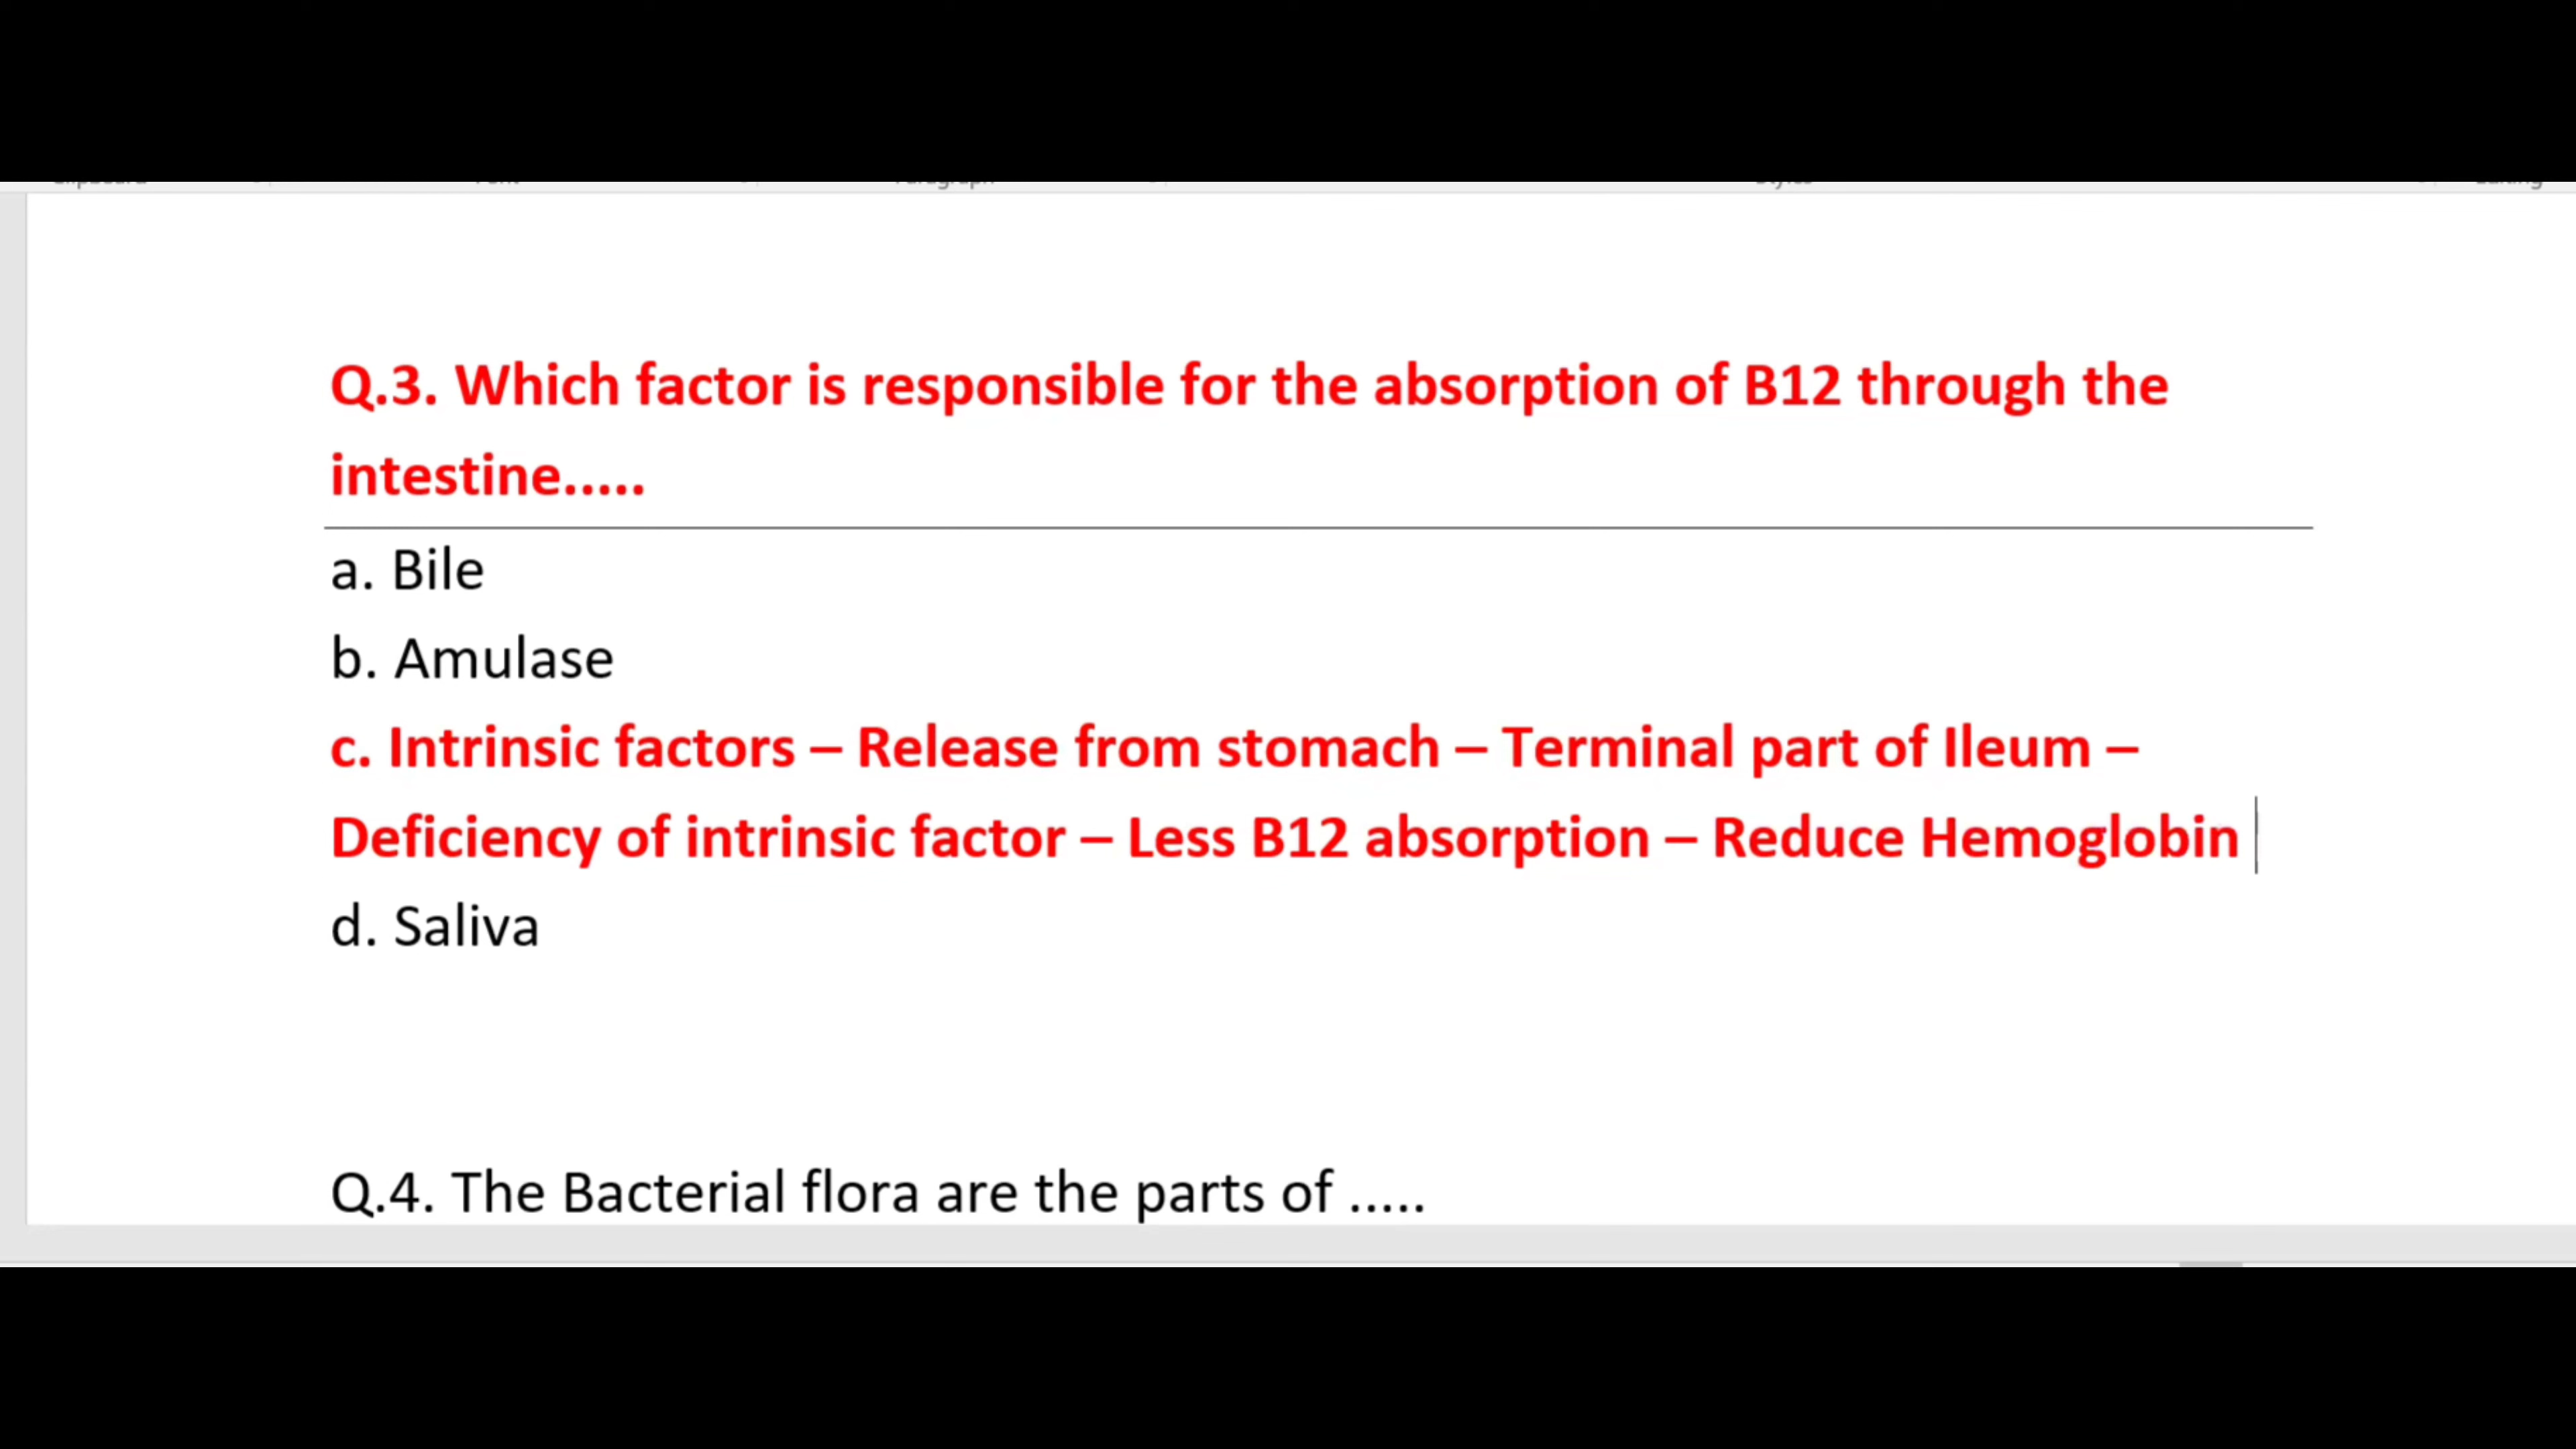 Q.3. Which factor is responsible for the absorption of B12 through the
intestine.....
a. Bile
b. Amulase
c. Intrinsic factors – Release from stomach – Terminal part of Ileum –
Deficiency of intrinsic factor – Less B12 absorption – Reduce Hemoglobin
d. Saliva
Q.4. The Bacterial flora are the parts of .....